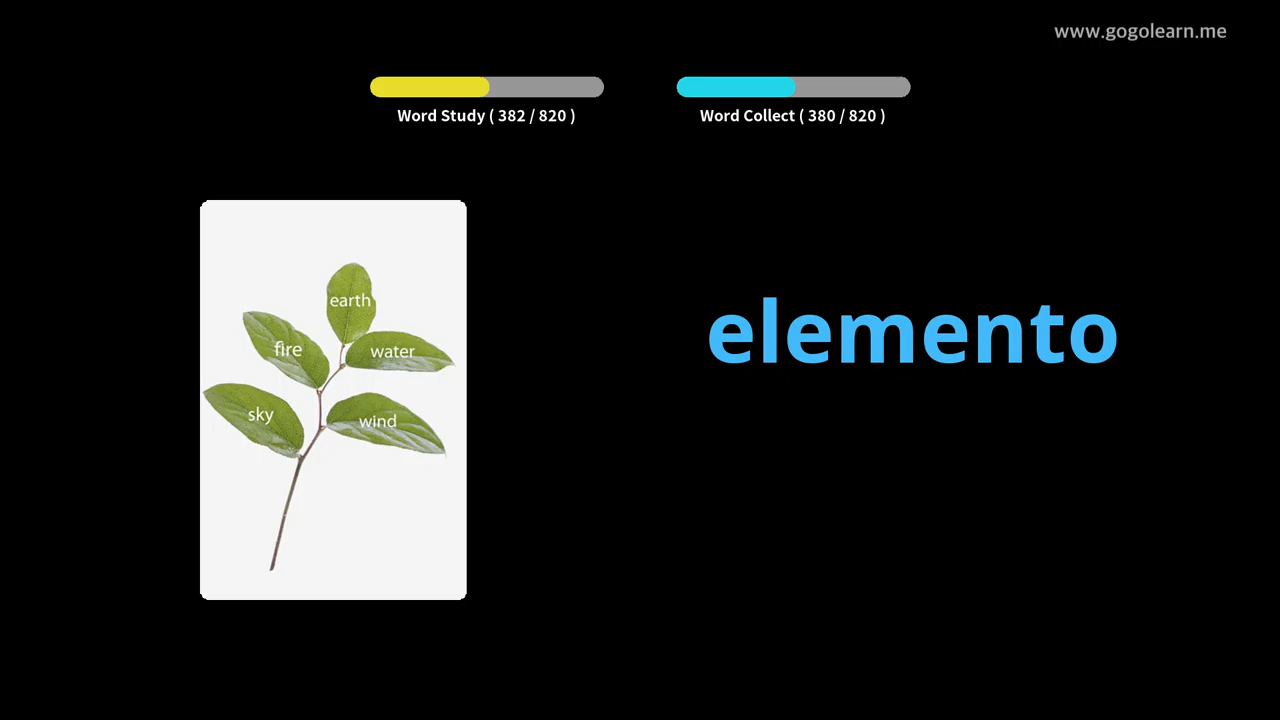 www.gogolearn.me
Word Study ( 382 / 820 )
Word Collect ( 380 / 820 )
earth
fire
water
sky
wind
elemento